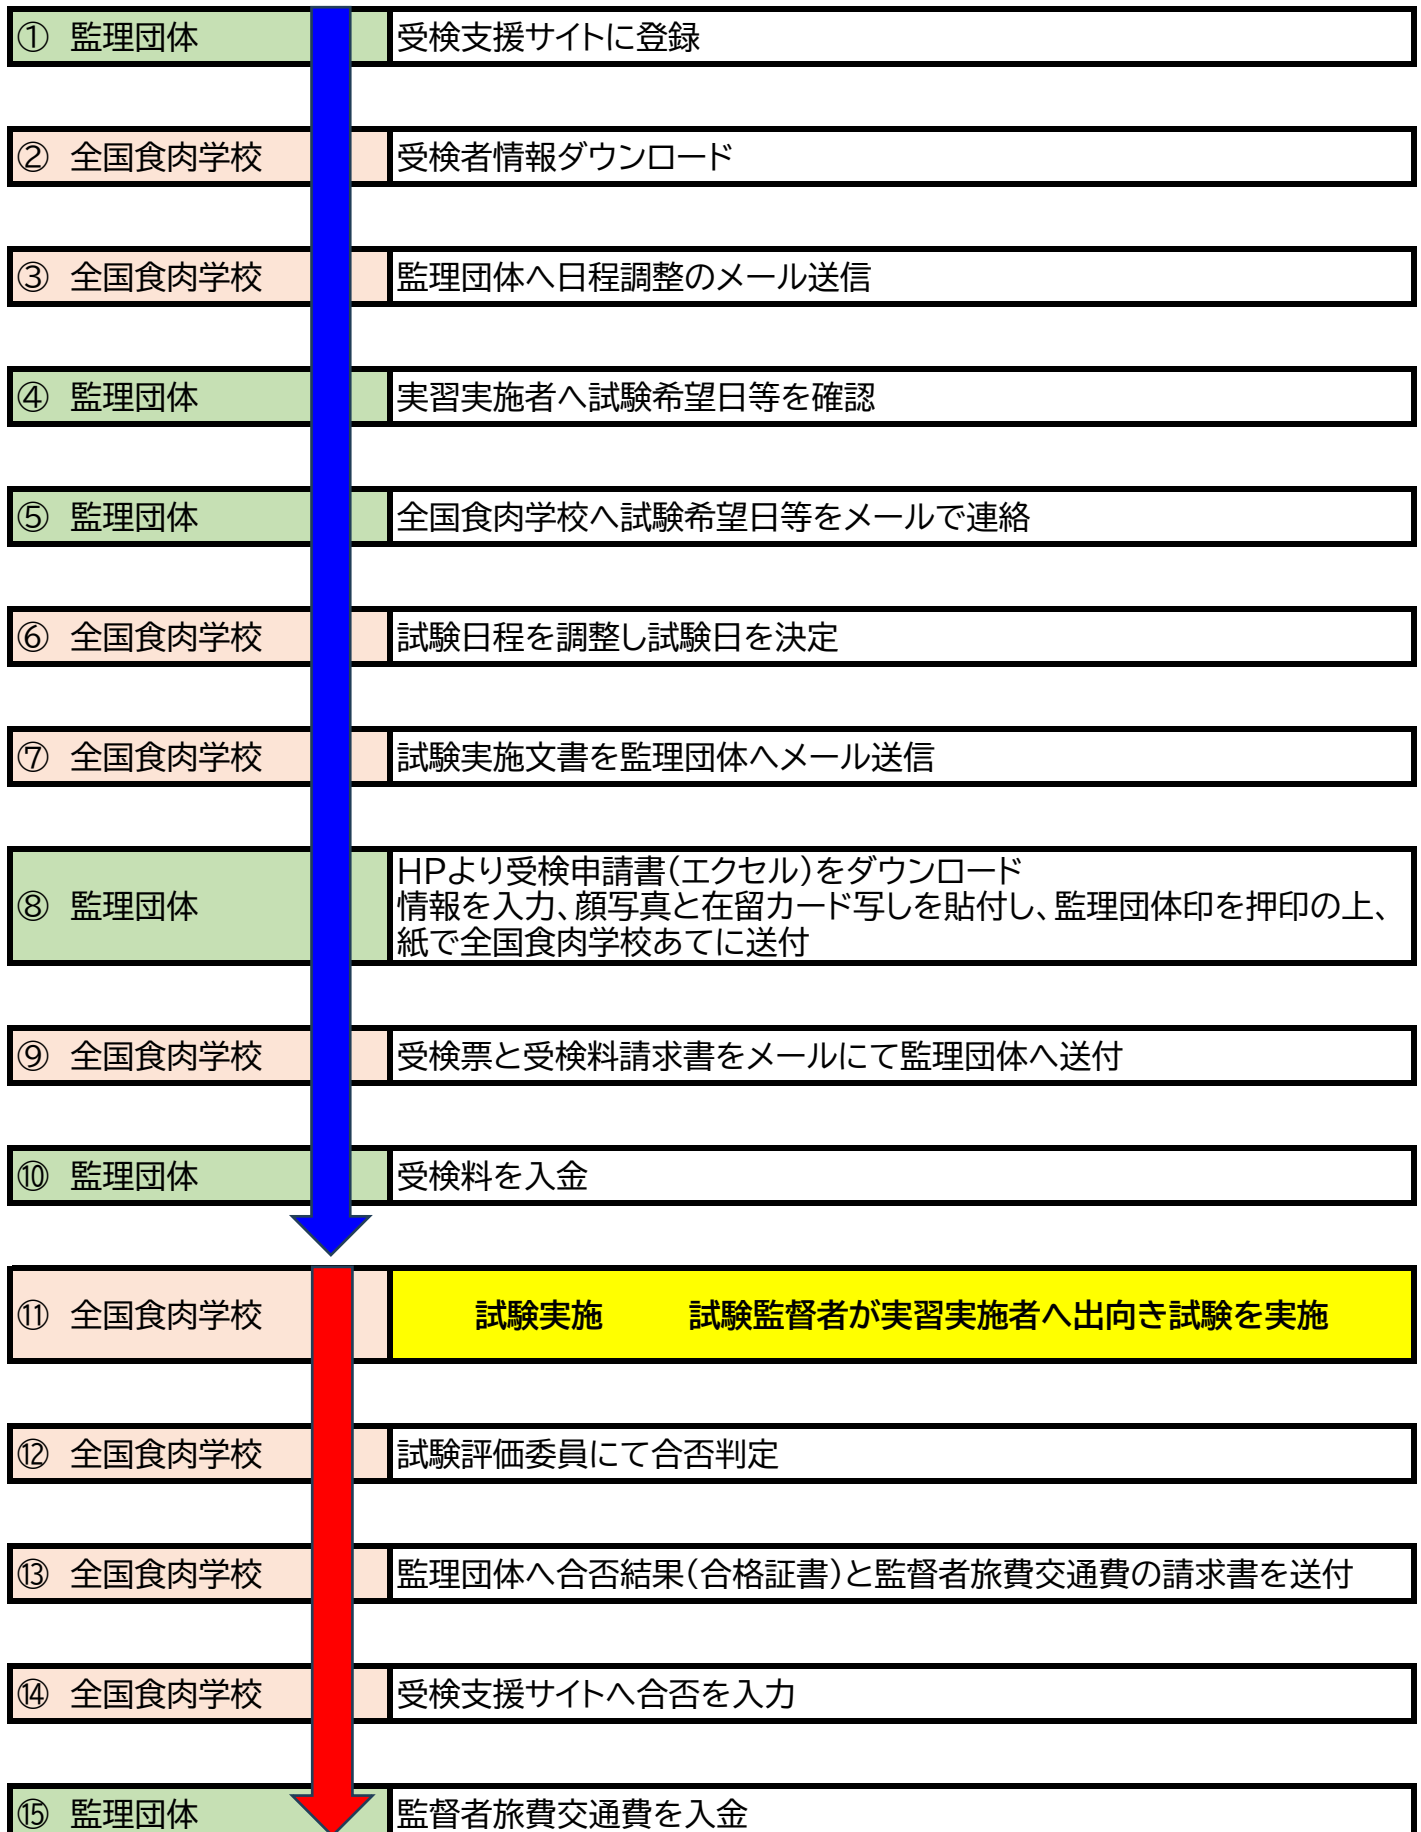 ① 監理団体 受検支援サイトに登録
② 全国食肉学校 受検者情報ダウンロード
③ 全国食肉学校 監理団体へ日程調整のメール送信
④ 監理団体 実習実施者へ試験希望日等を確認
⑤ 監理団体 全国食肉学校へ試験希望日等をメールで連絡
⑥ 全国食肉学校 試験日程を調整し試験日を決定
⑦ 全国食肉学校 試験実施文書を監理団体へメール送信
⑧ 監理団体
HPより受検申請書(エクセル)をダウンロード
情報を入力、顔写真と在留カード写しを貼付し、監理団体印を押印の上、
紙で全国食肉学校あてに送付
⑨ 全国食肉学校 受検票と受検料請求書をメールにて監理団体へ送付
⑩ 監理団体 受検料を入金
⑪ 全国食肉学校 試験実施 試験監督者が実習実施者へ出向き試験を実施
⑫ 全国食肉学校 試験評価委員にて合否判定
⑬ 全国食肉学校 監理団体へ合否結果(合格証書)と監督者旅費交通費の請求書を送付
⑭ 全国食肉学校 受検支援サイトへ合否を入力
⑮ 監理団体 監督者旅費交通費を入金